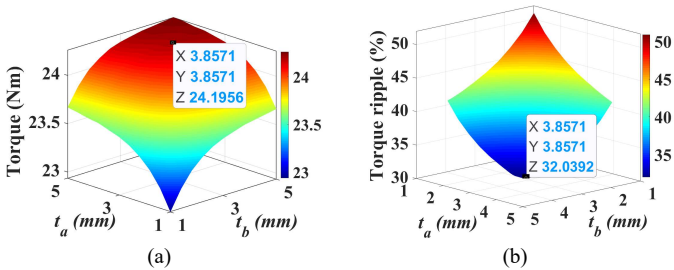 Torque (Nm)
24
23.5
23
5
3
1
1
3
5
t_a (mm)
t_b (mm)
X 3.8571
Y 3.8571
Z 24.1956
24
23.5
23
(a)
Torque ripple (%)
50
45
40
35
30
1
2
3
4
5
5
4
3
2
1
t_a (mm)
t_b (mm)
X 3.8571
Y 3.8571
Z 32.0392
50
45
40
35
(b)